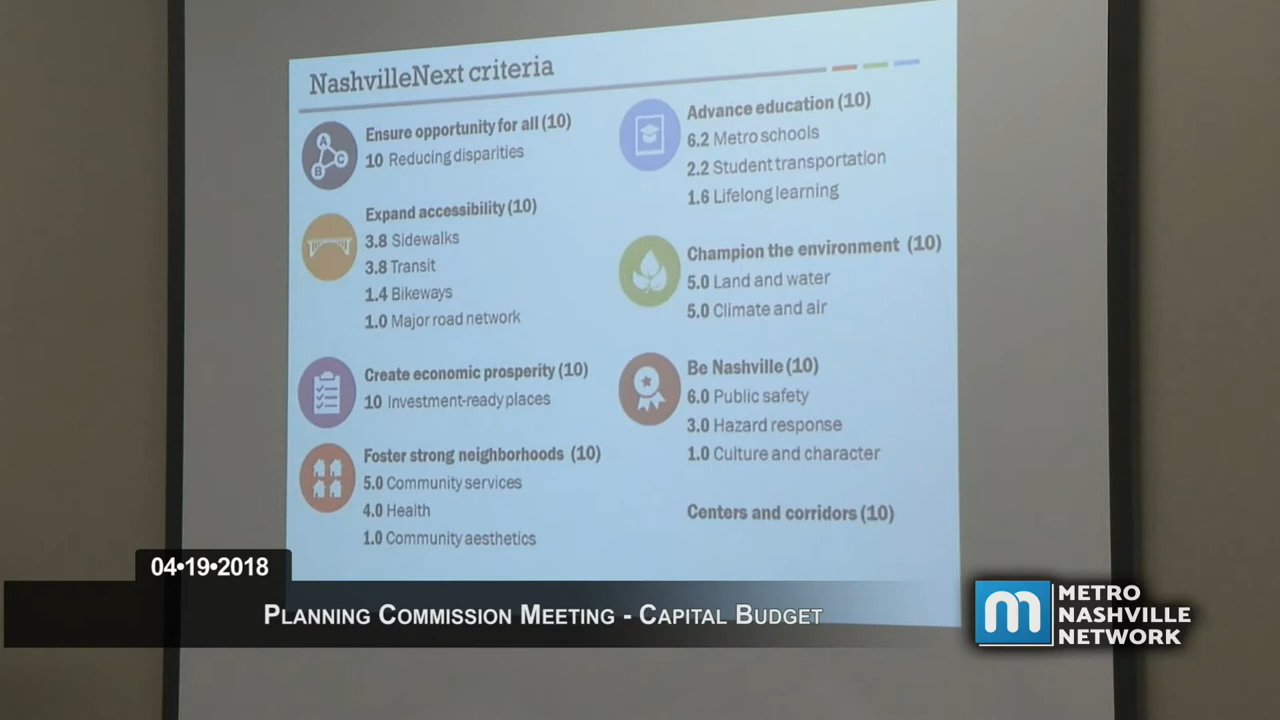 NashvilleNext criteria
A
B
C
Ensure opportunity for all (10)
10 Reducing disparities
Expand accessibility (10)
3.8 Sidewalks
3.8 Transit
1.4 Bikeways
1.0 Major road network
Create economic prosperity (10)
10 Investment-ready places
Foster strong neighborhoods (10)
5.0 Community services
4.0 Health
1.0 Community aesthetics
Advance education (10)
6.2 Metro schools
2.2 Student transportation
1.6 Lifelong learning
Champion the environment (10)
5.0 Land and water
5.0 Climate and air
Be Nashville (10)
6.0 Public safety
3.0 Hazard response
1.0 Culture and character
Centers and corridors (10)
04•19•2018
Planning Commission Meeting - Capital Budget
m
METRO
NASHVILLE
NETWORK